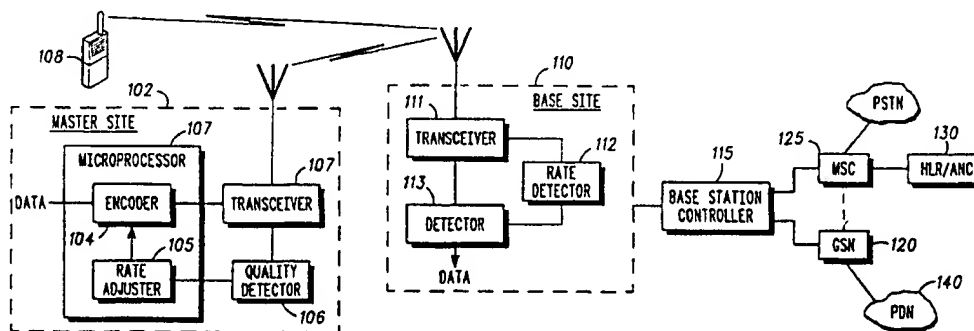 108
102
MASTER SITE
107
MICROPROCESSOR
DATA
ENCODER
104
105
RATE
ADJUSTER
107
TRANSCEIVER
QUALITY
DETECTOR
106
110
BASE SITE
111
TRANSCEIVER
112
RATE
DETECTOR
113
DETECTOR
DATA
115
BASE STATION
CONTROLLER
PSTN
125
MSC
130
HLR/ANC
GSN
120
140
PDN